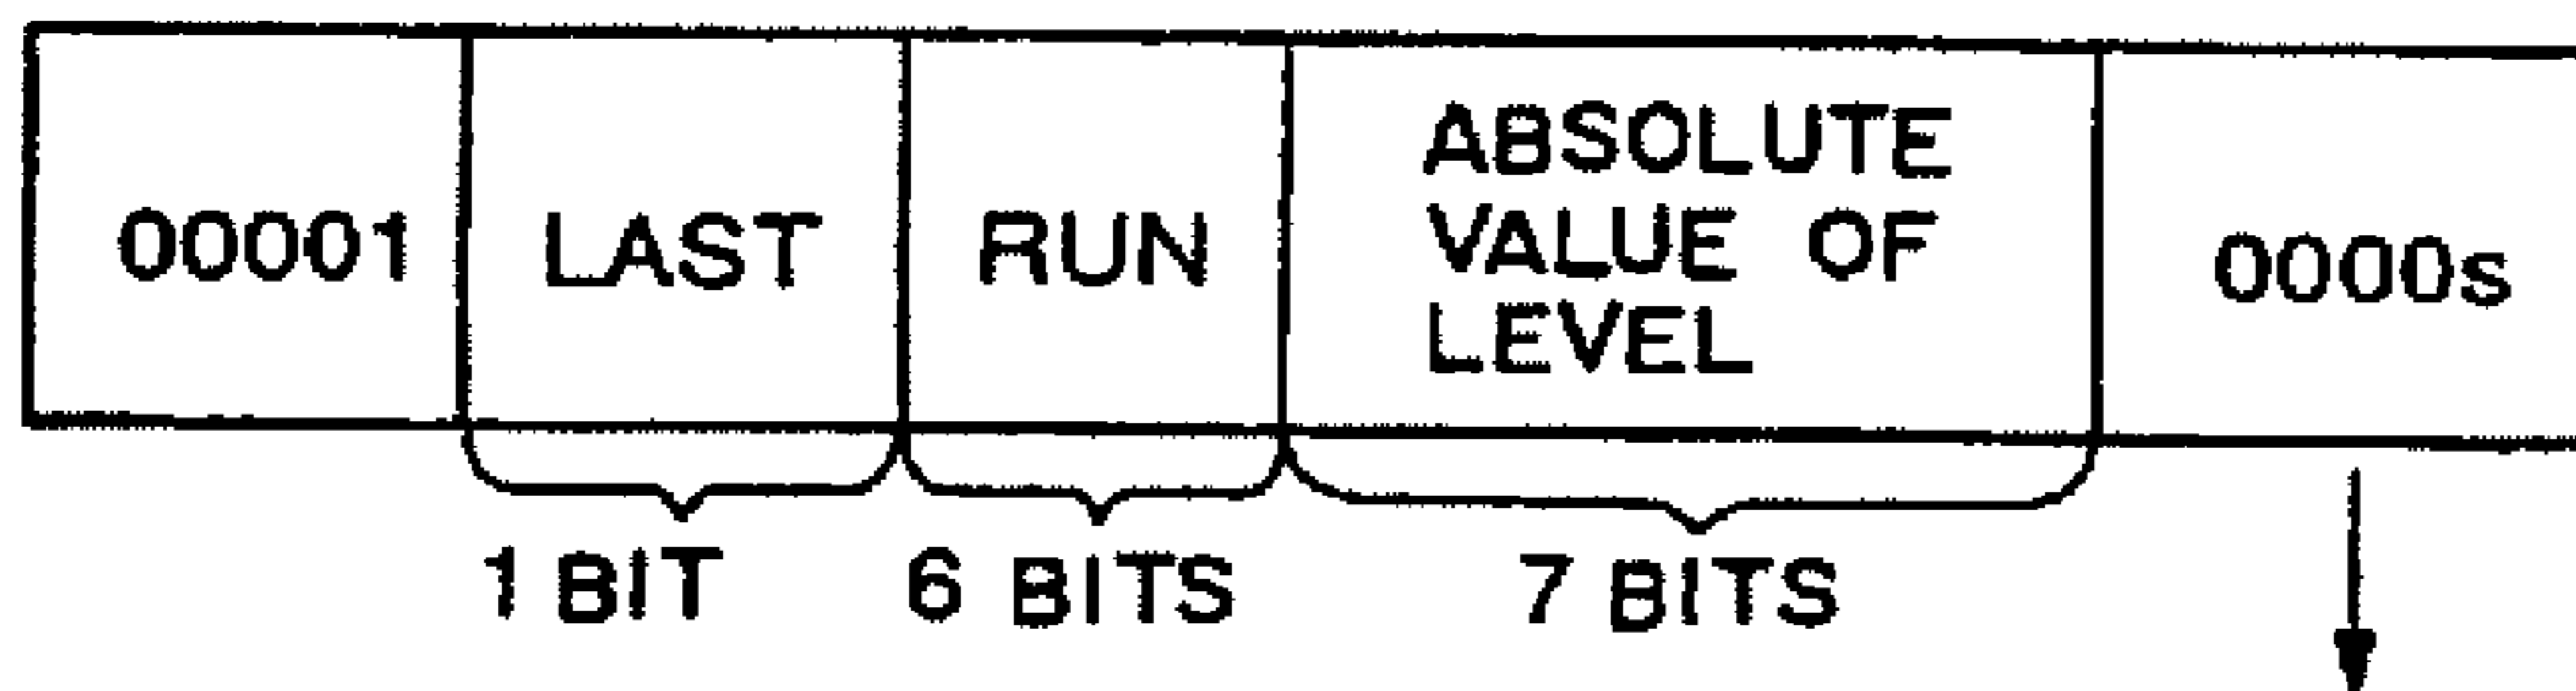 00001 LAST RUN ABSOLUTE
VALUE OF
LEVEL 0000s
1 BIT 6 BITS 7 BITS